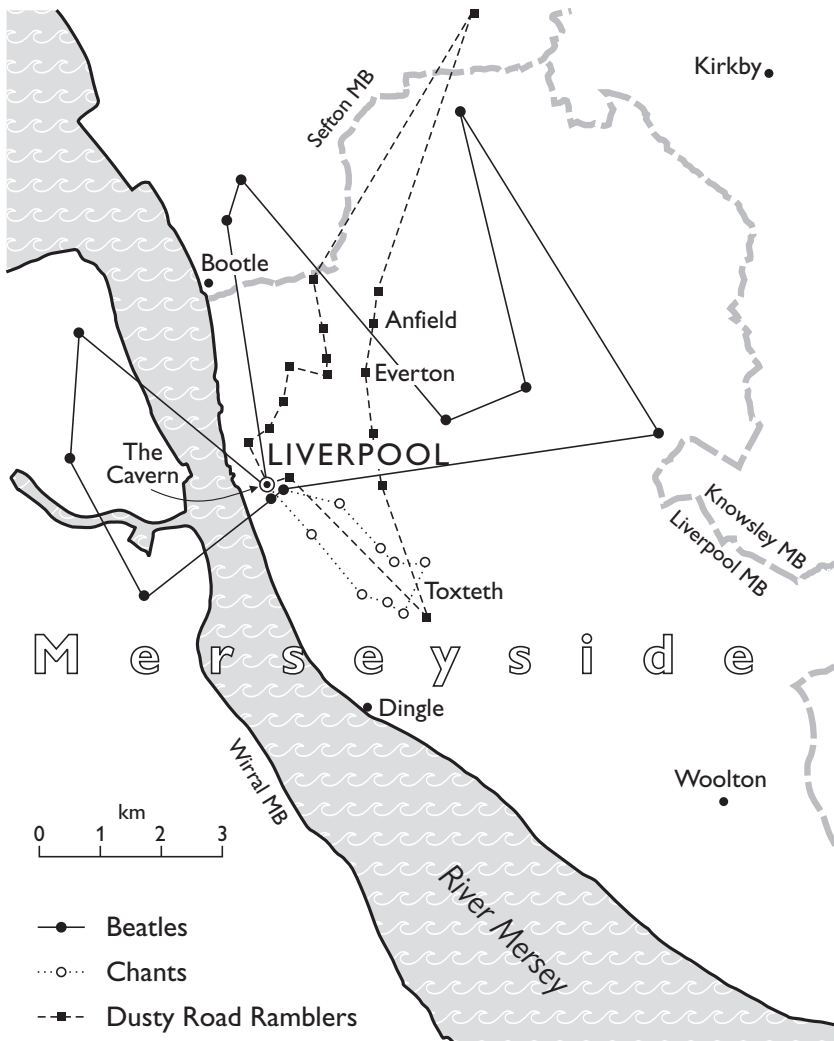 Kirkby
Sefton MB
Bootle
Anfield
Everton
The
Cavern
LIVERPOOL
Knowsley MB
Liverpool MB
Toxteth
Merseyside
Dingle
Wirral MB
Woolton
km
0 1 2 3
River Mersey
Beatles
Chants
Dusty Road Ramblers